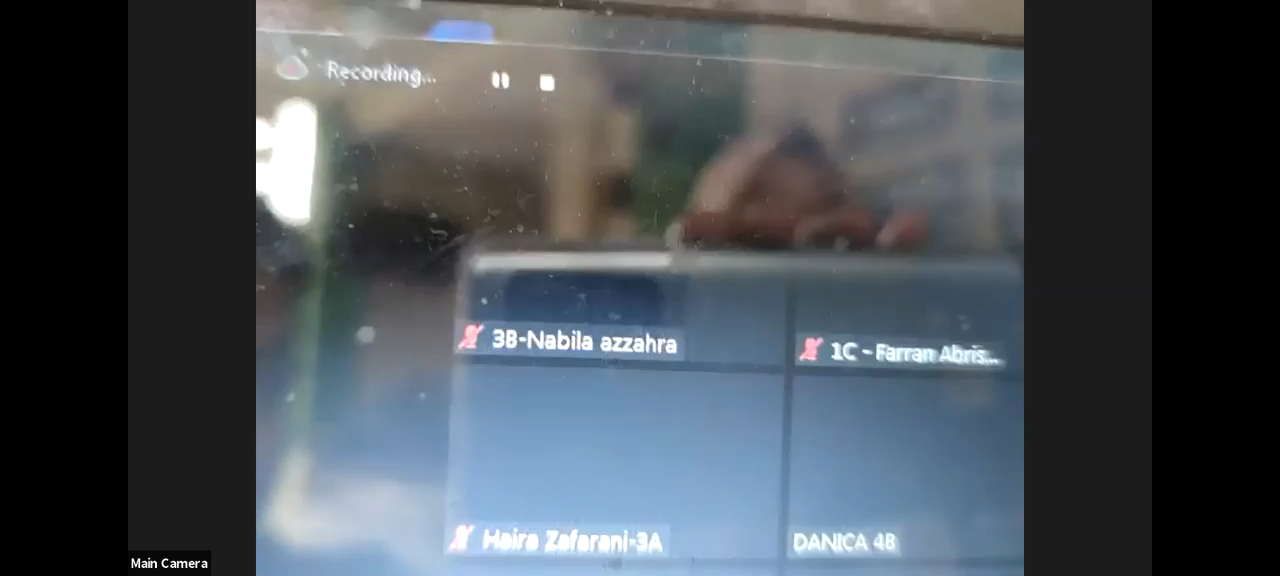 Recording...
3B-Nabila azzahra
1C - Farran Abris...
Haira Zafarani-3A
DANICA 4B
Main Camera